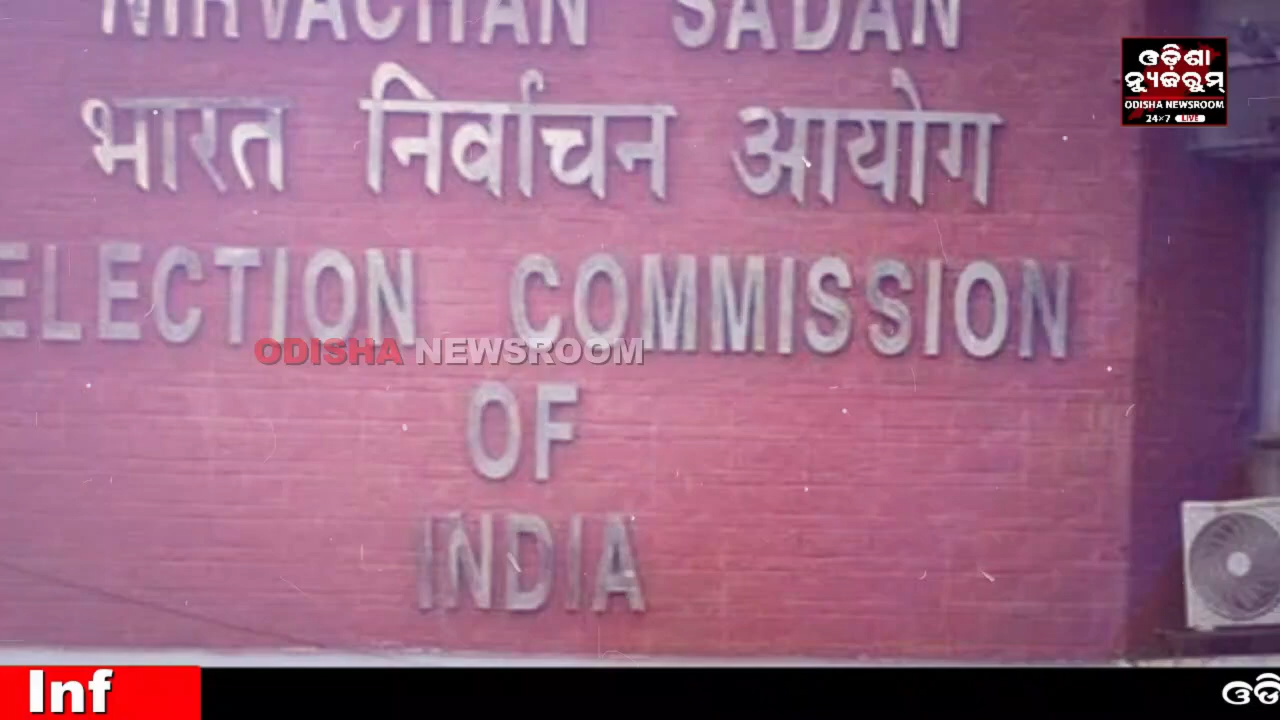 NIRVACHAN SADAN
भारत निर्वाचन आयोग
ELECTION COMMISSION
OF
INDIA
ODISHA NEWSROOM
ଓଡ଼ିଶା
ନ୍ୟୁଜରୁମ୍
ODISHA NEWSROOM
24×7 LIVE
Inf